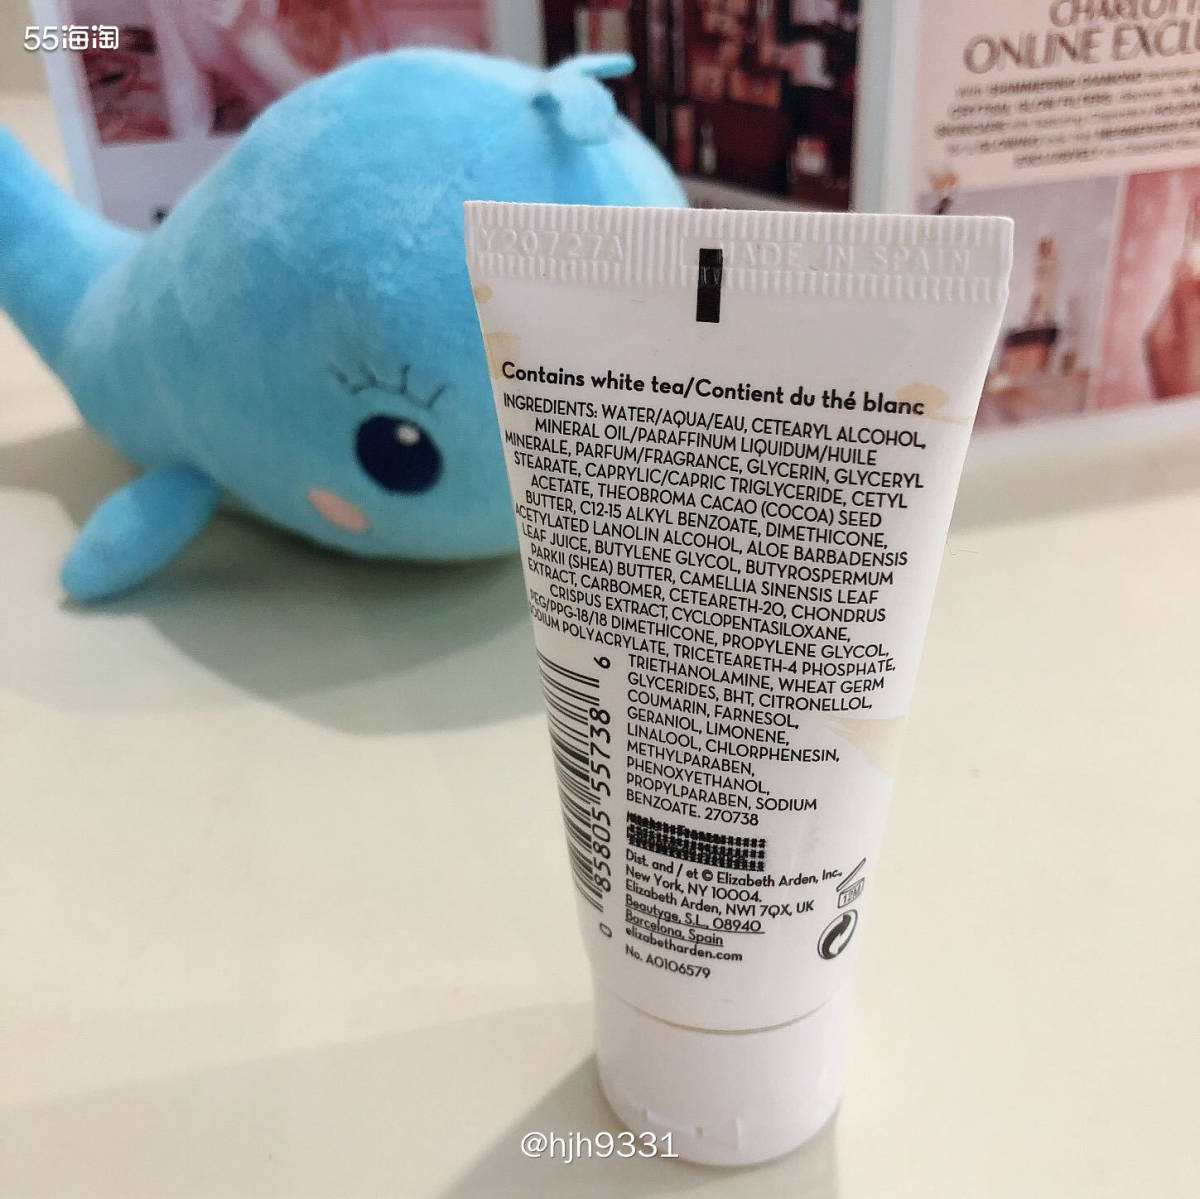 55海淘
ONLINE EXCLU
Y20727A
MADE IN SPAIN
Contains white tea/Contient du thé blanc
INGREDIENTS: WATER/AQUA/EAU, CETEARYL ALCOHOL,
MINERAL OIL/PARAFFINUM LIQUIDUM/HUILE
MINERALE, PARFUM/FRAGRANCE, GLYCERIN, GLYCERYL
STEARATE, CAPRYLIC/CAPRIC TRIGLYCERIDE, CETYL
ACETATE, THEOBROMA CACAO (COCOA) SEED
BUTTER, C12-15 ALKYL BENZOATE, DIMETHICONE,
ACETYLATED LANOLIN ALCOHOL, ALOE BARBADENSIS
LEAF JUICE, BUTYLENE GLYCOL, BUTYROSPERMUM
PARKII (SHEA) BUTTER, CAMELLIA SINENSIS LEAF
EXTRACT, CARBOMER, CETEARETH-20, CHONDRUS
CRISPUS EXTRACT, CYCLOPENTASILOXANE,
PEG/PPG-18/18 DIMETHICONE, PROPYLENE GLYCOL,
SODIUM POLYACRYLATE, TRICETEARETH-4 PHOSPHATE,
TRIETHANOLAMINE, WHEAT GERM
GLYCERIDES, BHT, CITRONELLOL,
COUMARIN, FARNESOL,
GERANIOL, LIMONENE,
LINALOOL, CHLORPHENESIN,
METHYLPARABEN,
PHENOXYETHANOL,
PROPYLPARABEN, SODIUM
BENZOATE. 270738
Dist. and / et © Elizabeth Arden, Inc.
New York, NY 10004.
Elizabeth Arden, NW1 7QX, UK
Beautyge, S.L., 08940
Barcelona, Spain
elizabetharden.com
No. A0106579
12M
0 85805 55738 6
@hjh9331